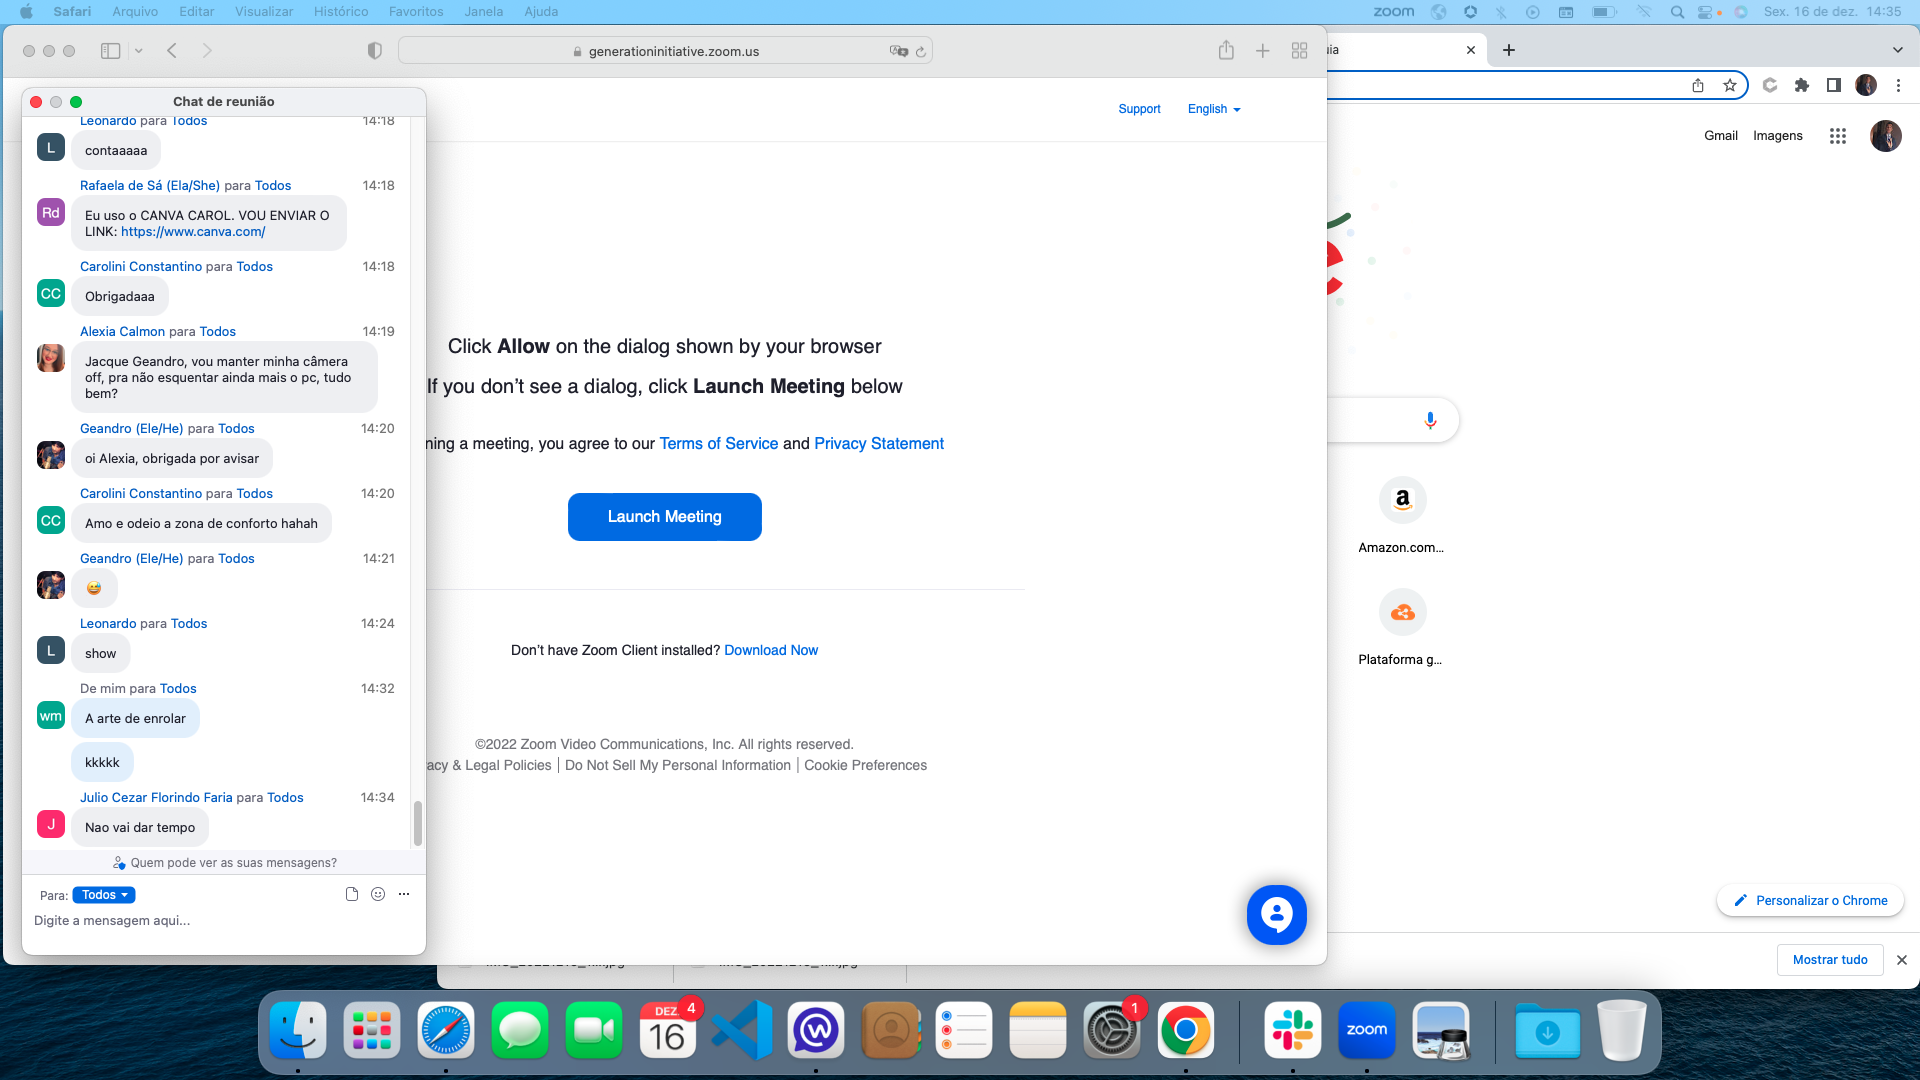 Safari Arquivo Editar Visualizar Histórico Favoritos Janela Ajuda
zoom Sex. 16 de dez. 14:35
generationinitiative.zoom.us
uia
Chat de reunião
Support English
Gmail Imagens
Leonardo para Todos 14:18
contaaaaa
Rafaela de Sá (Ela/She) para Todos 14:18
Rd
Eu uso o CANVA CAROL. VOU ENVIAR O
LINK: https://www.canva.com/
Carolini Constantino para Todos 14:18
CC
Obrigadaaa
Alexia Calmon para Todos 14:19
Jacque Geandro, vou manter minha câmera
off, pra não esquentar ainda mais o pc, tudo
bem?
Geandro (Ele/He) para Todos 14:20
oi Alexia, obrigada por avisar
Carolini Constantino para Todos 14:20
CC
Amo e odeio a zona de conforto hahah
Geandro (Ele/He) para Todos 14:21
Leonardo para Todos 14:24
L
show
De mim para Todos 14:32
wm
A arte de enrolar
kkkkk
Julio Cezar Florindo Faria para Todos 14:34
J
Nao vai dar tempo
Quem pode ver as suas mensagens?
Para: Todos
Digite a mensagem aqui...
Click Allow on the dialog shown by your browser
If you don't see a dialog, click Launch Meeting below
ning a meeting, you agree to our Terms of Service and Privacy Statement
Launch Meeting
Don't have Zoom Client installed? Download Now
©2022 Zoom Video Communications, Inc. All rights reserved.
acy & Legal Policies | Do Not Sell My Personal Information | Cookie Preferences
e
a
Amazon.com...
Plataforma g...
Personalizar o Chrome
Mostrar tudo
DEZ.
16
4
1
zoom